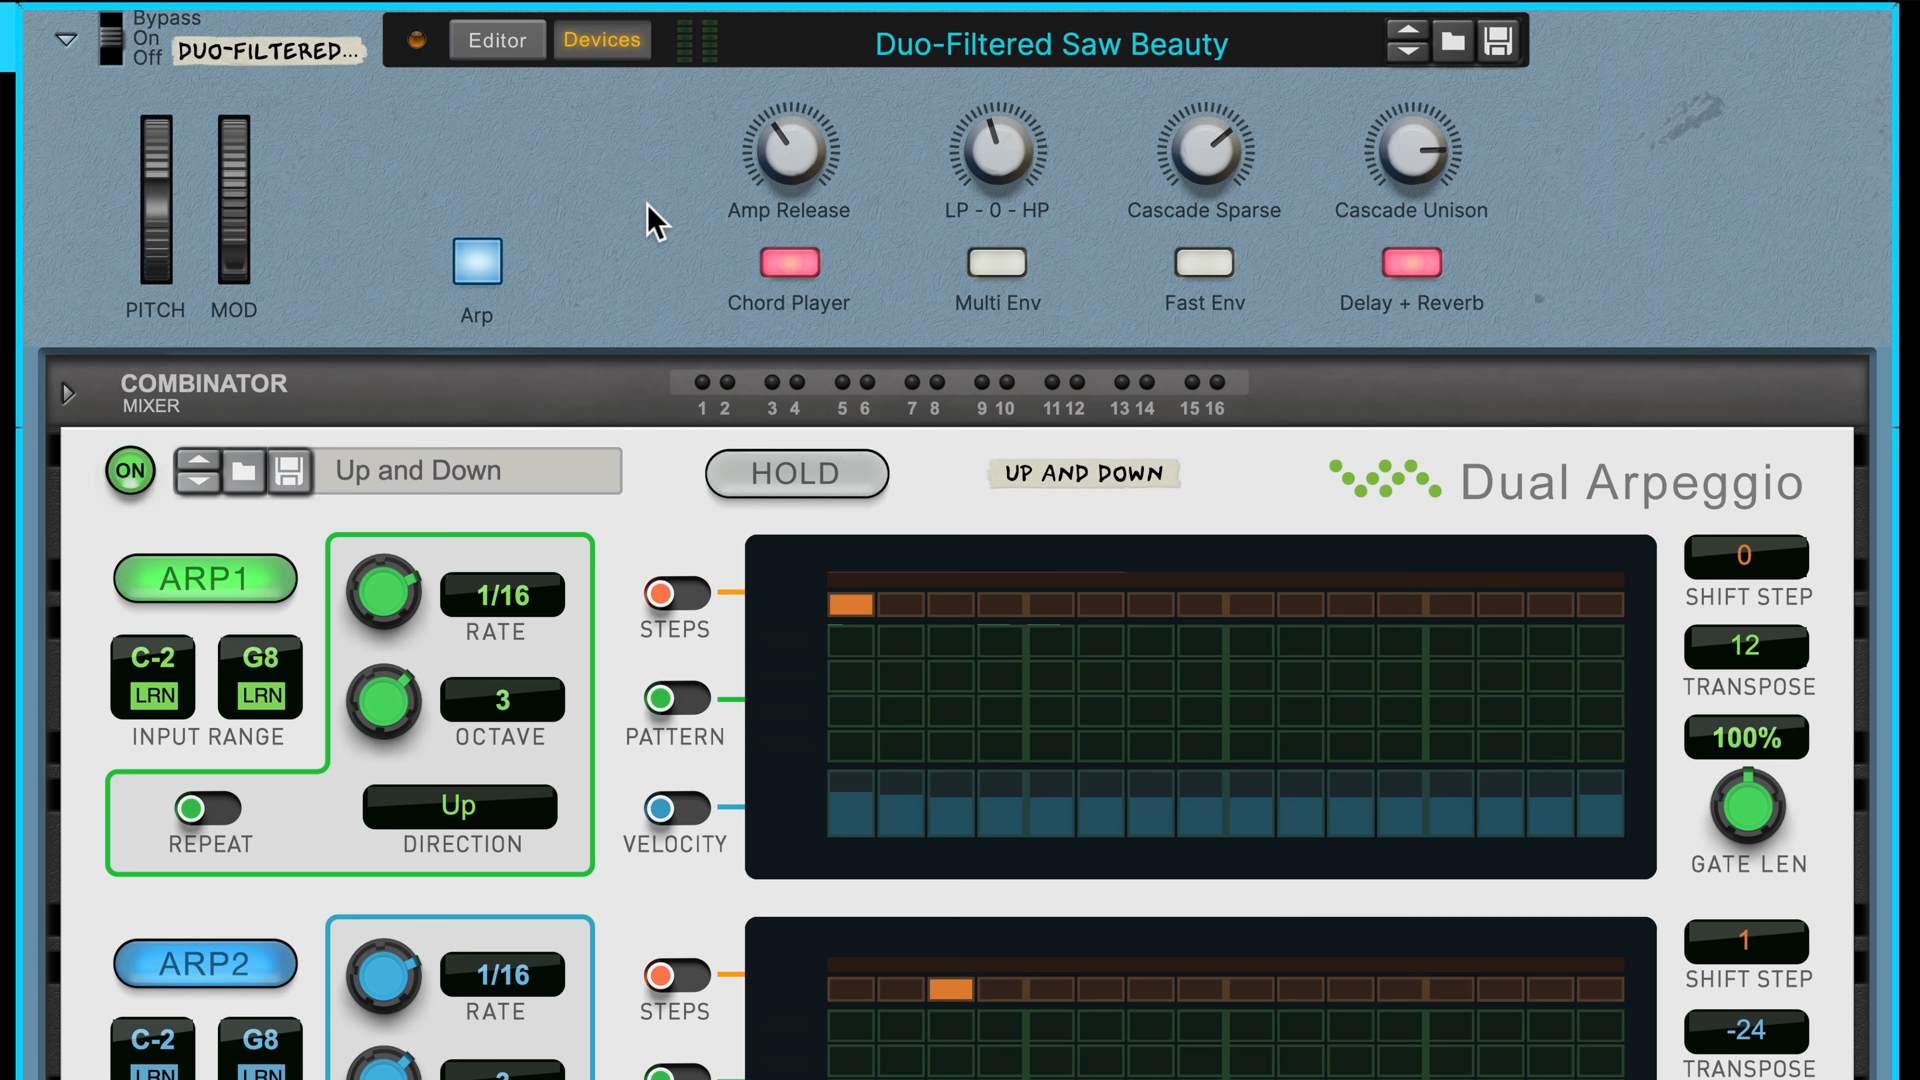 Bypass
On
Off
DUO-FILTERED...
Editor
Devices
Duo-Filtered Saw Beauty
PITCH
MOD
Arp
Amp Release
LP - 0 - HP
Cascade Sparse
Cascade Unison
Chord Player
Multi Env
Fast Env
Delay + Reverb
COMBINATOR
MIXER
1 2 3 4 5 6 7 8 9 10 11 12 13 14 15 16
ON
Up and Down
HOLD
UP AND DOWN
Dual Arpeggio
ARP1
C-2
LRN
G8
LRN
INPUT RANGE
1/16
RATE
3
OCTAVE
REPEAT
Up
DIRECTION
STEPS
PATTERN
VELOCITY
0
SHIFT STEP
12
TRANSPOSE
100%
GATE LEN
ARP2
C-2
LRN
G8
LRN
1/16
RATE
STEPS
1
SHIFT STEP
-24
TRANSPOSE